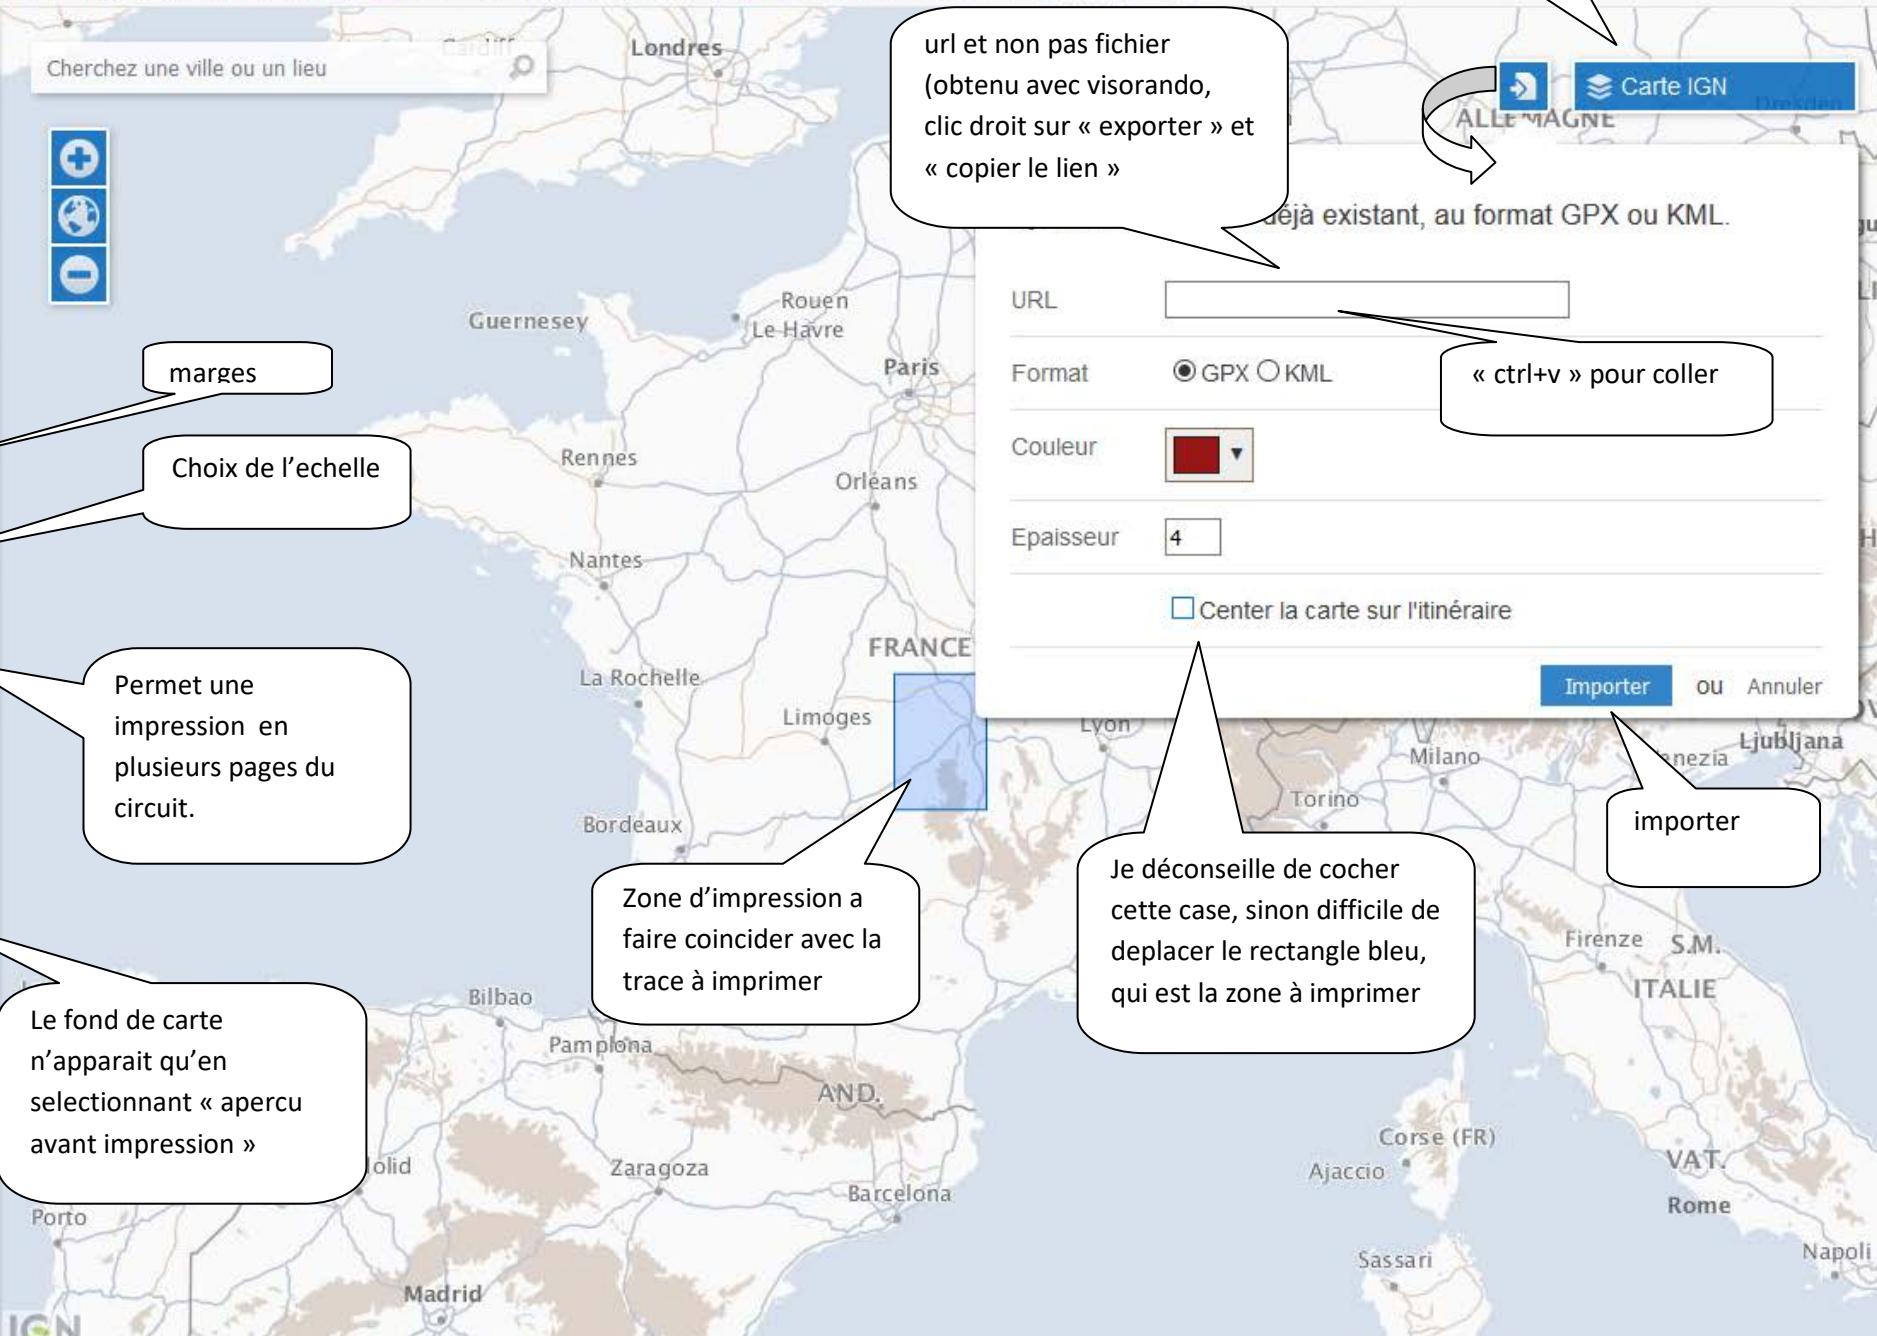 Cherchez une ville ou un lieu
Londres
url et non pas fichier
(obtenu avec visorando,
clic droit sur « exporter » et
« copier le lien »
Carte IGN
Dresden
ALLEMAGNE
déjà existant, au format GPX ou KML.
URL
Format
GPX
KML
« ctrl+v » pour coller
Couleur
Epaisseur
4
Center la carte sur l'itinéraire
Importer
ou
Annuler
Guernesey
Rouen
Le Havre
Paris
marges
Choix de l’echelle
Rennes
Orléans
Nantes
FRANCE
La Rochelle
Limoges
Lyon
Milano
Ljubljana
Torino
Bordeaux
Permet une
impression en
plusieurs pages du
circuit.
importer
Zone d’impression a
faire coincider avec la
trace à imprimer
Je déconseille de cocher
cette case, sinon difficile de
deplacer le rectangle bleu,
qui est la zone à imprimer
Firenze
S.M.
ITALIE
Bilbao
Pamplona
AND.
Le fond de carte
n’apparait qu’en
selectionnant « apercu
avant impression »
olid
Zaragoza
Barcelona
Corse (FR)
Ajaccio
VAT.
Rome
Porto
Sassari
Napoli
Madrid
IGN